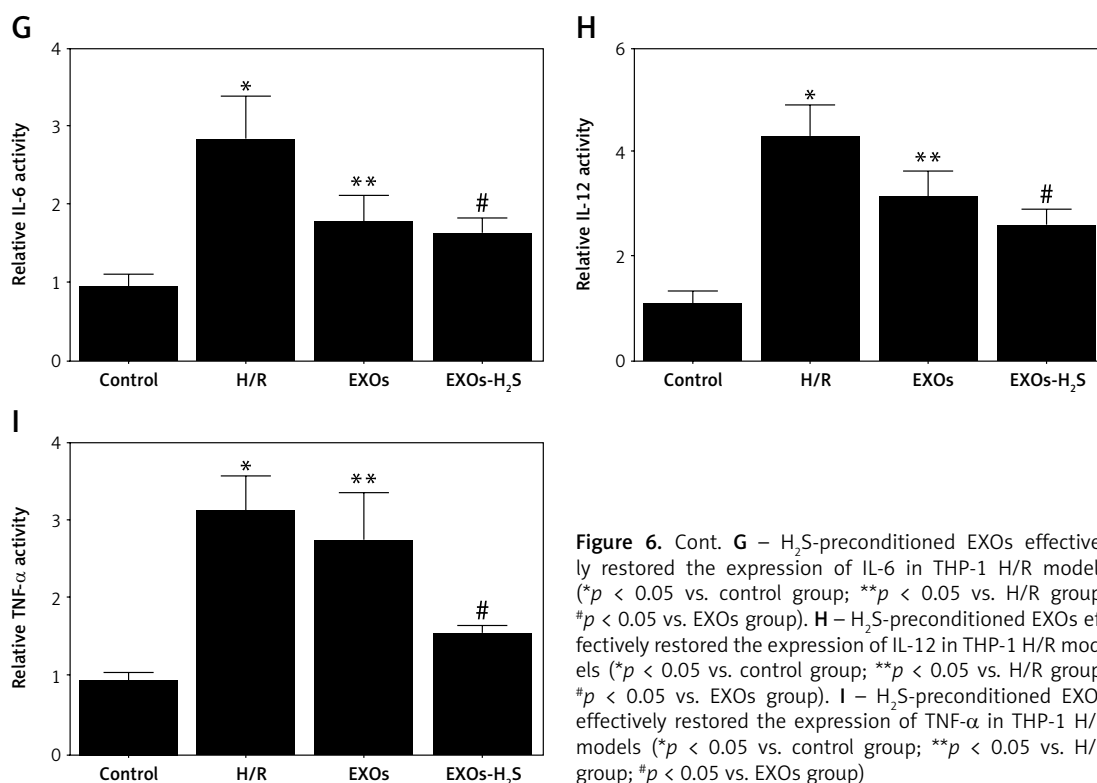 G
4
3
2
1
0
Relative IL-6 activity
*
**
#
Control H/R EXOs EXOs-H₂S
H
6
4
2
0
Relative IL-12 activity
*
**
#
Control H/R EXOs EXOs-H₂S
I
4
3
2
1
0
Relative TNF-α activity
*
**
#
Control H/R EXOs EXOs-H₂S
Figure 6. Cont. G – H₂S-preconditioned EXOs effective
ly restored the expression of IL-6 in THP-1 H/R model
(*p < 0.05 vs. control group; **p < 0.05 vs. H/R group
#p < 0.05 vs. EXOs group). H – H₂S-preconditioned EXOs ef
fectively restored the expression of IL-12 in THP-1 H/R mod
els (*p < 0.05 vs. control group; **p < 0.05 vs. H/R group
#p < 0.05 vs. EXOs group). I – H₂S-preconditioned EXO
effectively restored the expression of TNF-α in THP-1 H/
models (*p < 0.05 vs. control group; **p < 0.05 vs. H/
group; #p < 0.05 vs. EXOs group)